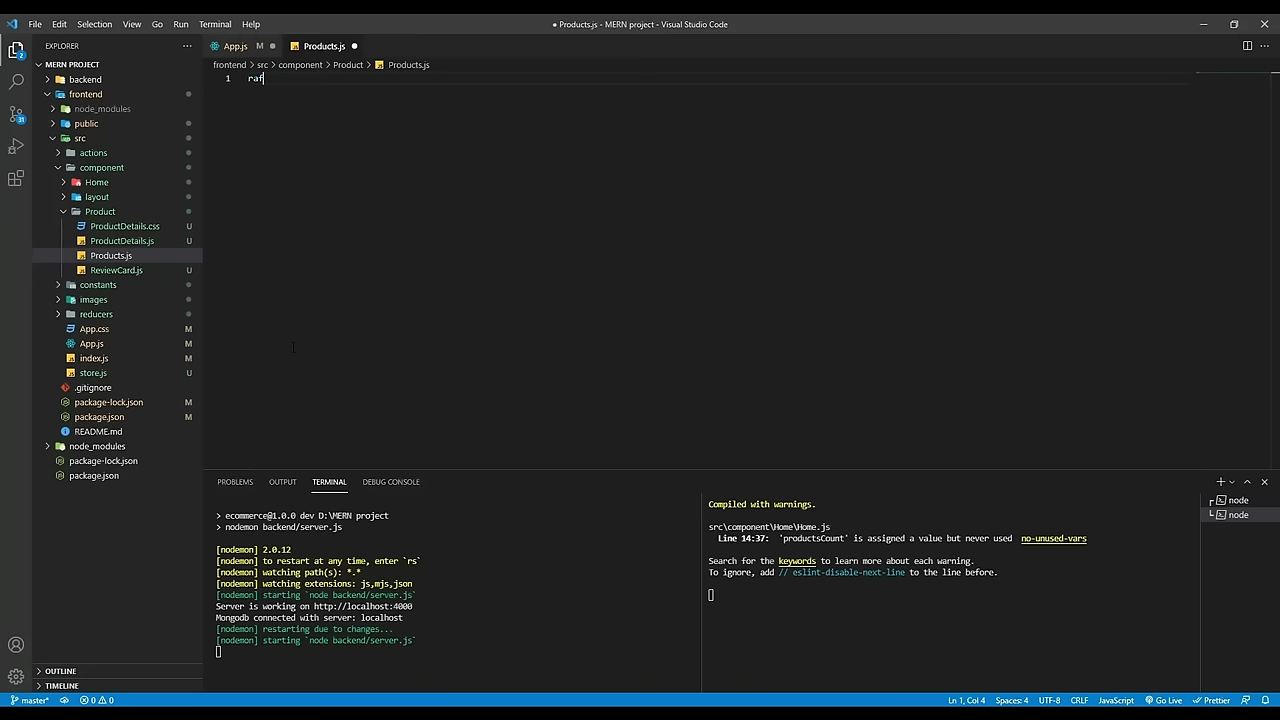 File Edit Selection View Go Run Terminal Help
● Products.js - MERN project - Visual Studio Code
EXPLORER
MERN PROJECT
backend
frontend
node_modules
public
src
actions
component
Home
layout
Product
ProductDetails.css U
ProductDetails.js U
Products.js
ReviewCard.js U
constants
images
reducers
App.css M
App.js M
index.js M
store.js U
.gitignore
package-lock.json M
package.json M
README.md
node_modules
package-lock.json
package.json
OUTLINE
TIMELINE
2
31
App.js M
Products.js
frontend > src > component > Product > Products.js
1 raf
PROBLEMS OUTPUT TERMINAL DEBUG CONSOLE
> ecommerce@1.0.0 dev D:\MERN project
> nodemon backend/server.js
[nodemon] 2.0.12
[nodemon] to restart at any time, enter `rs`
[nodemon] watching path(s): *.*
[nodemon] watching extensions: js,mjs,json
[nodemon] starting `node backend/server.js`
Server is working on http://localhost:4000
Mongodb connected with server: localhost
[nodemon] restarting due to changes...
[nodemon] starting `node backend/server.js`
Compiled with warnings.
src\component\Home\Home.js
Line 14:37: 'productsCount' is assigned a value but never used no-unused-vars
Search for the keywords to learn more about each warning.
To ignore, add // eslint-disable-next-line to the line before.
node
node
master* 0 0
Ln 1, Col 4 Spaces: 4 UTF-8 CRLF JavaScript Go Live Prettier